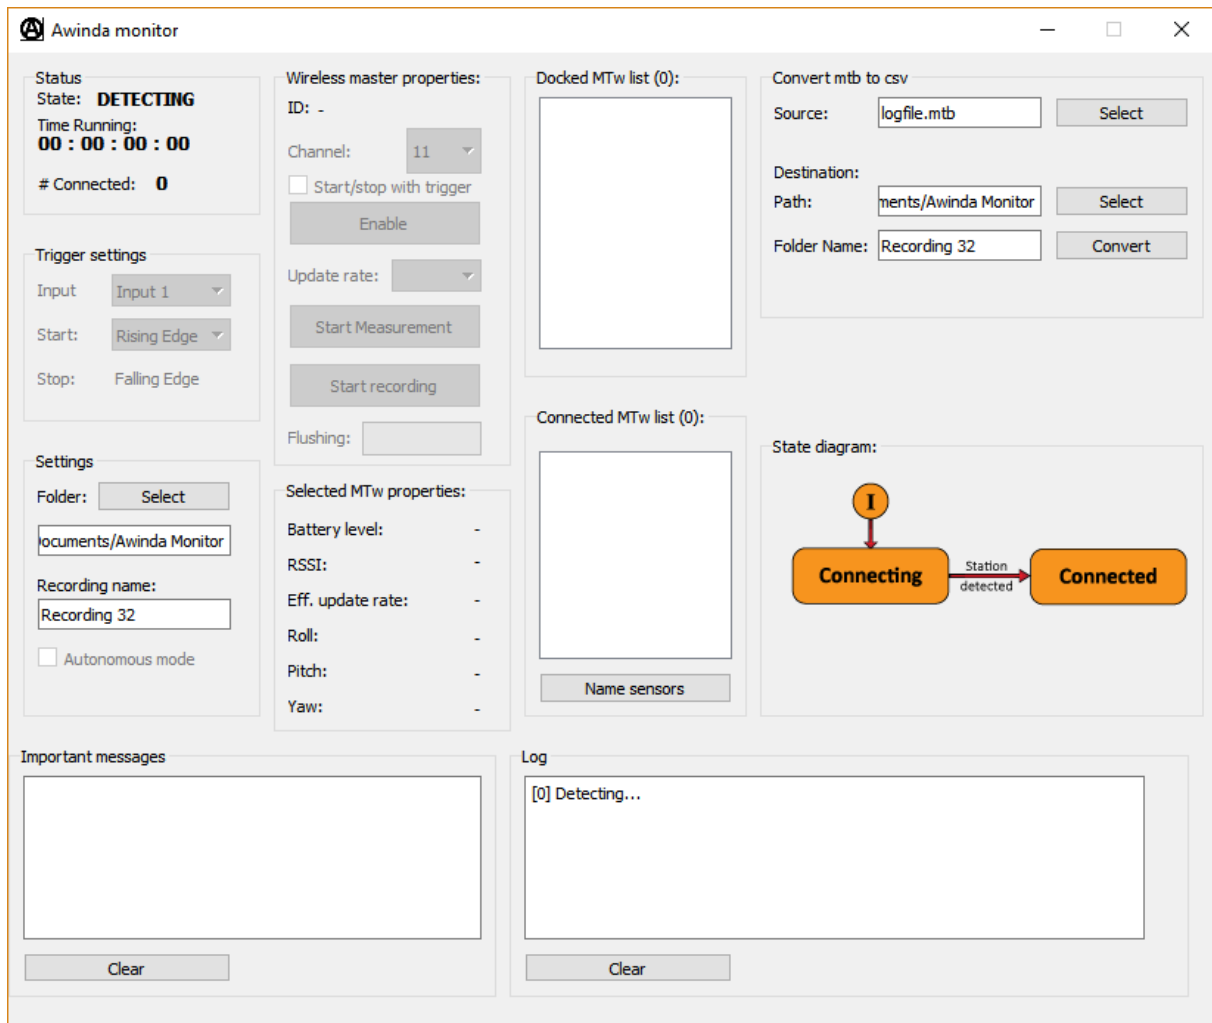 Awinda monitor
Status
State: DETECTING
Time Running:
00 : 00 : 00 : 00
# Connected: 0
Trigger settings
Input Input 1
Start: Rising Edge
Stop: Falling Edge
Settings
Folder: Select
ocuments/Awinda Monitor
Recording name:
Recording 32
Autonomous mode
Wireless master properties:
ID: -
Channel: 11
Start/stop with trigger
Enable
Update rate:
Start Measurement
Start recording
Flushing:
Selected MTw properties:
Battery level: -
RSSI: -
Eff. update rate: -
Roll: -
Pitch: -
Yaw: -
Docked MTw list (0):
Connected MTw list (0):
Name sensors
Convert mtb to csv
Source: logfile.mtb Select
Destination:
Path: ments/Awinda Monitor Select
Folder Name: Recording 32 Convert
State diagram:
I
Connecting
Station
detected
Connected
Important messages
Clear
Log
[0] Detecting...
Clear